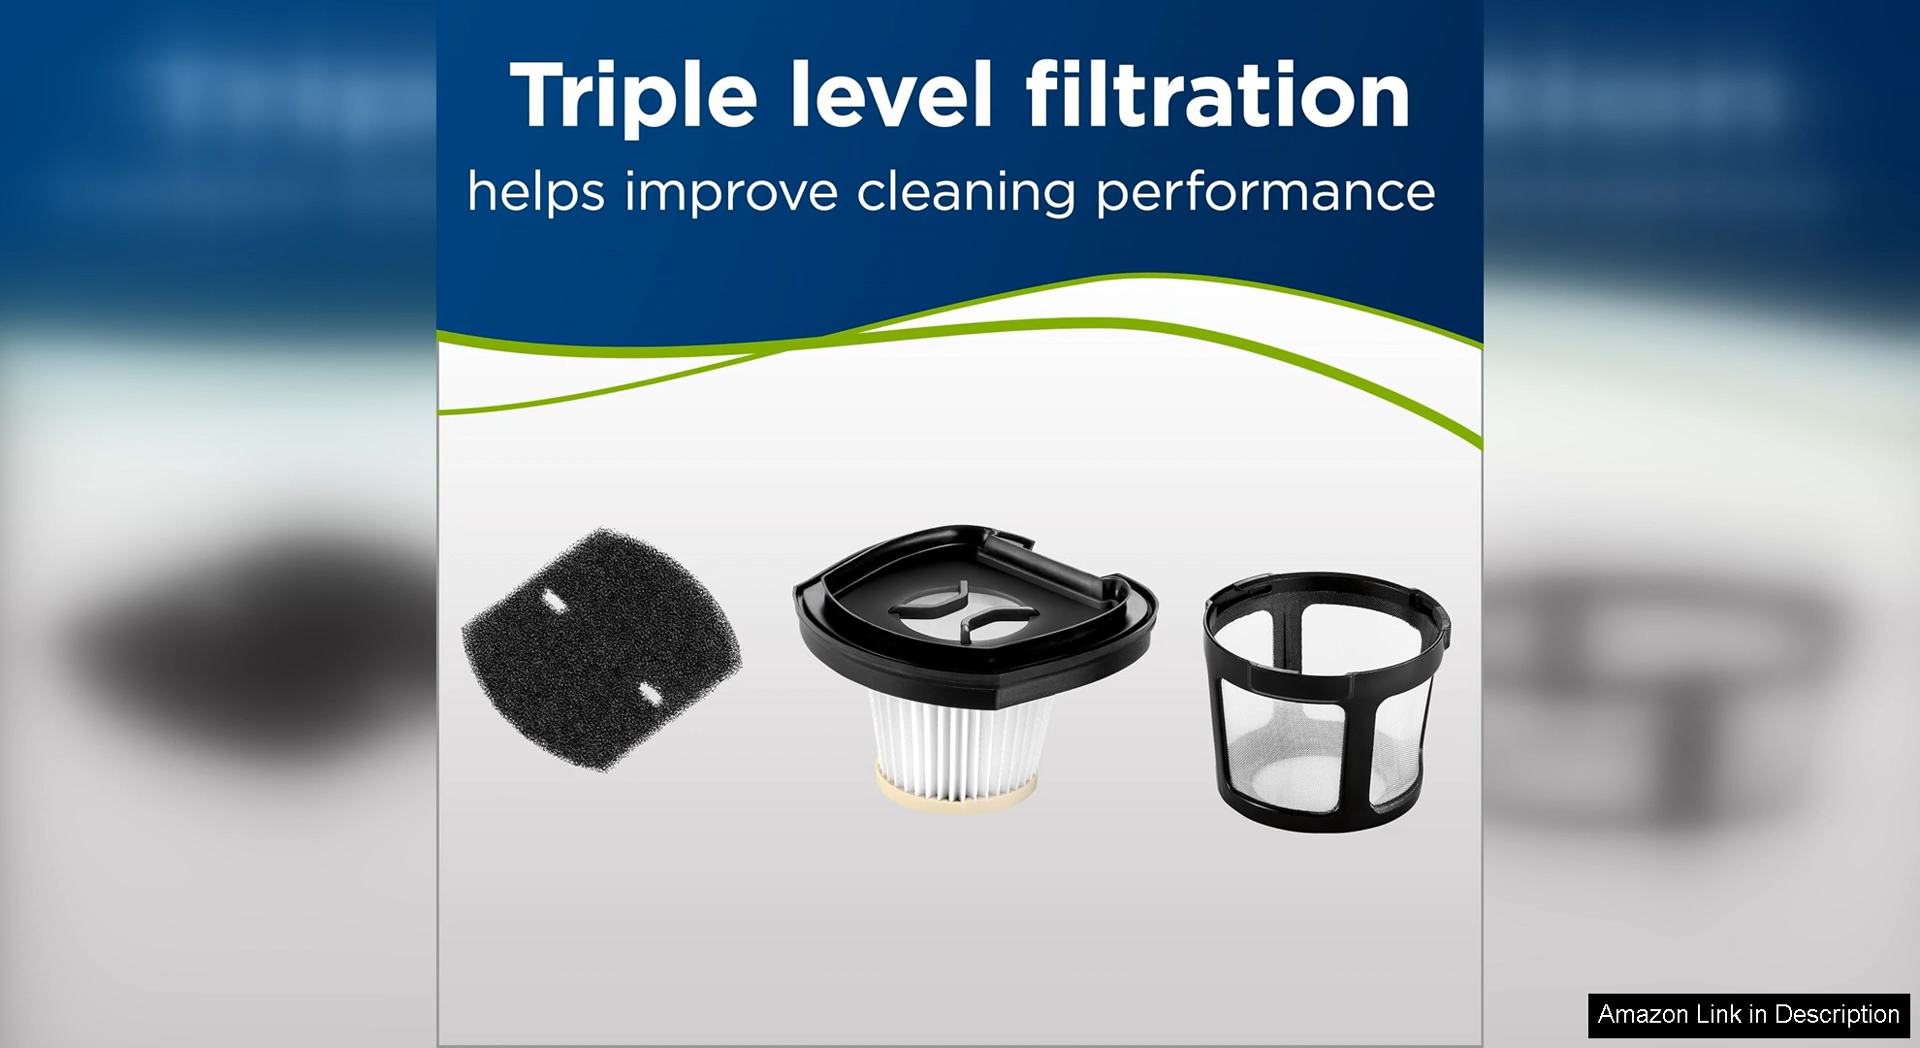 Triple level filtration
helps improve cleaning performance
Amazon Link in Description